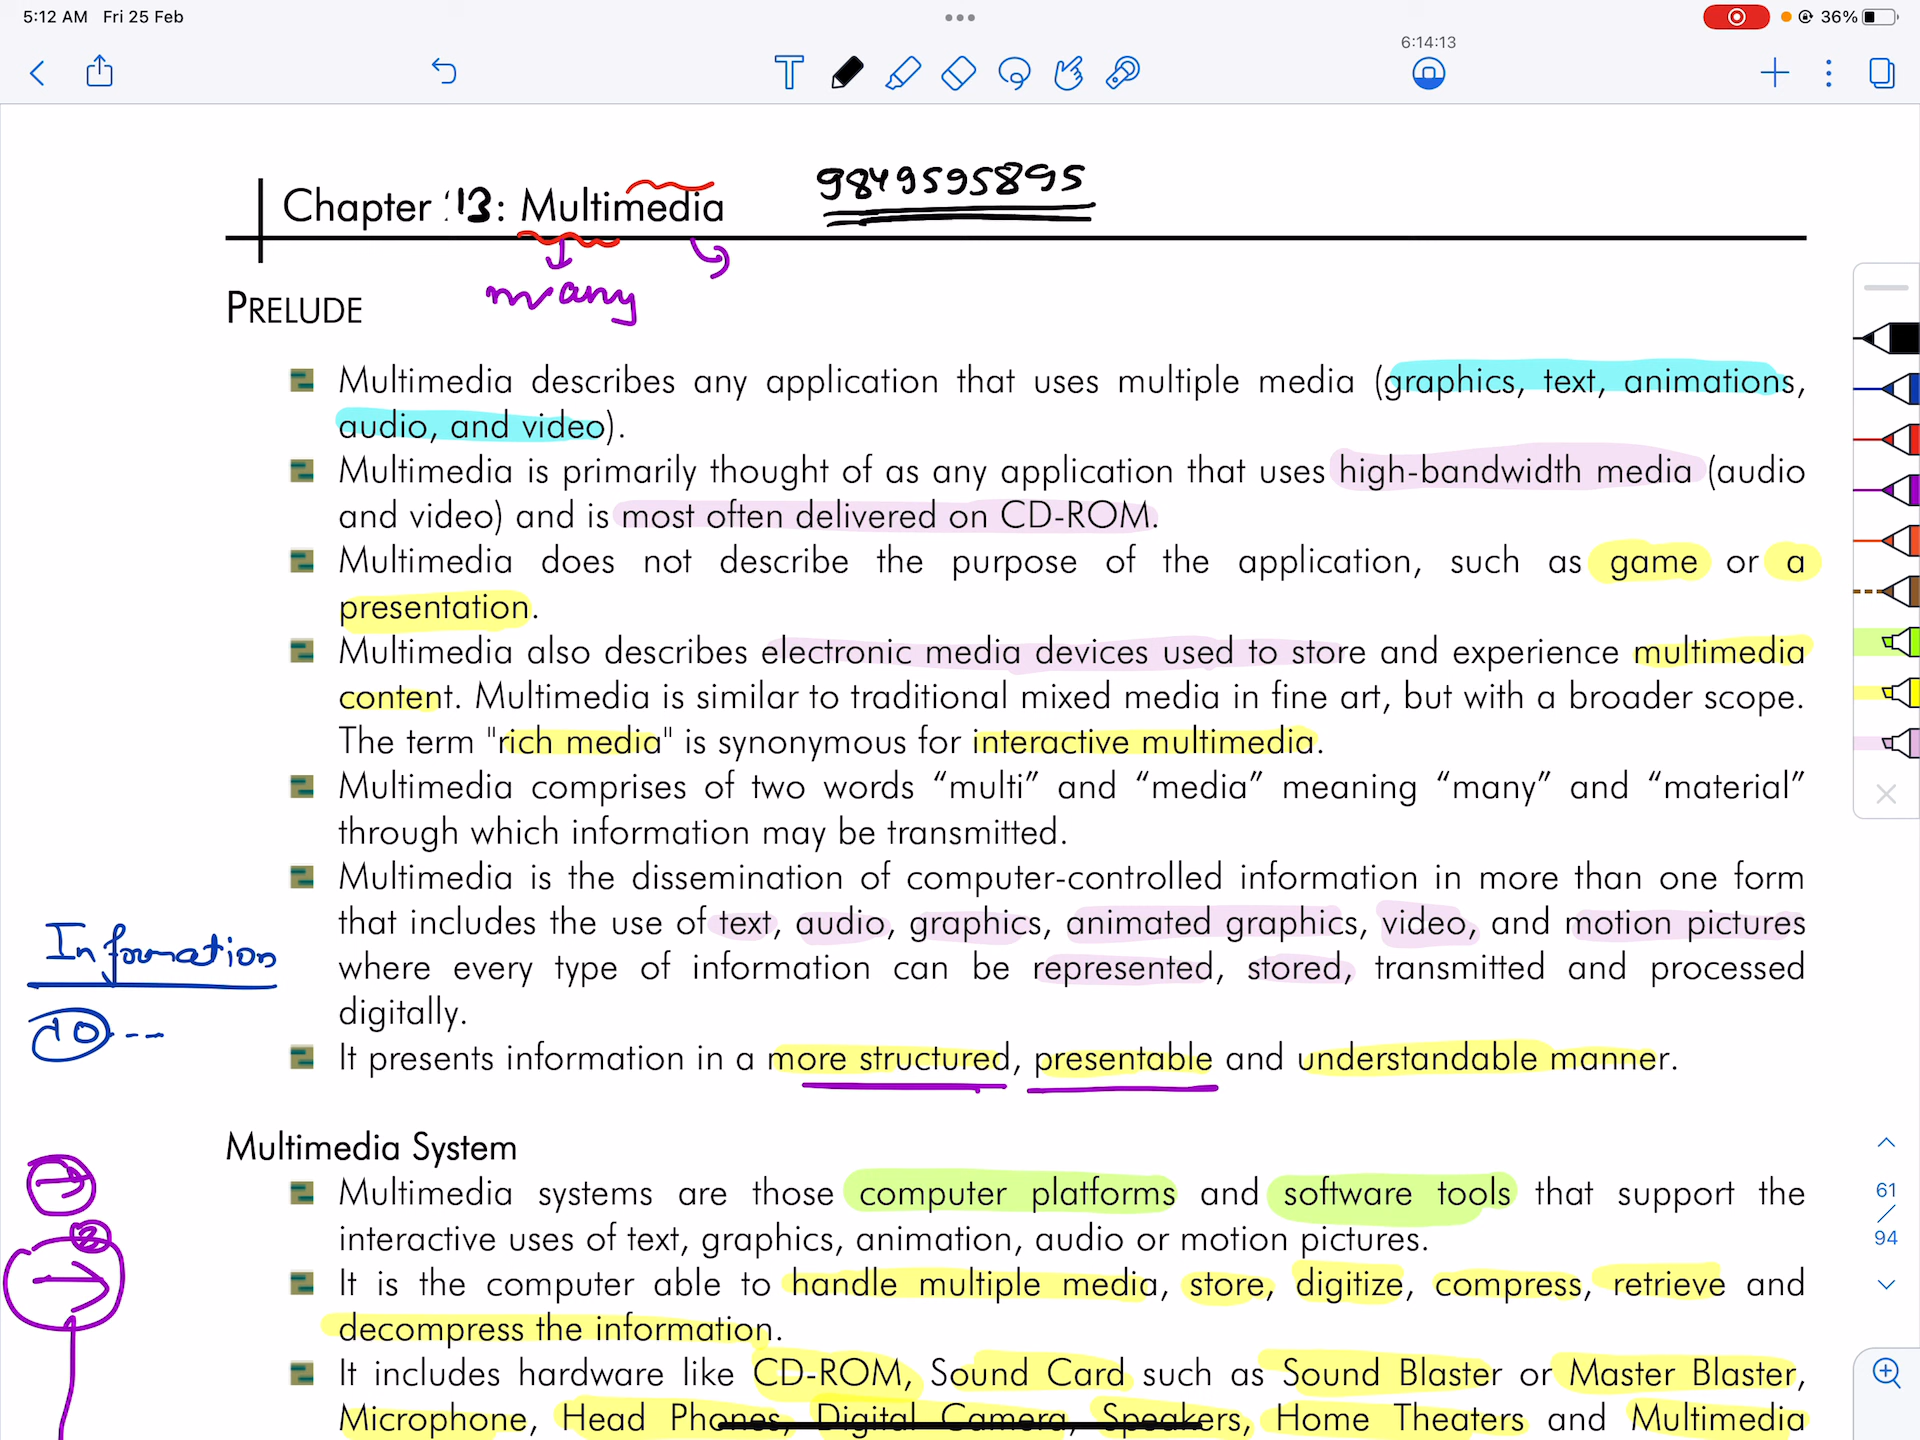 5:12 AM Fri 25 Feb
36%
6:14:13
Chapter 13: Multimedia
9849595895
many
PRELUDE
Multimedia describes any application that uses multiple media (graphics, text, animations,
audio, and video).
Multimedia is primarily thought of as any application that uses high-bandwidth media (audio
and video) and is most often delivered on CD-ROM.
Multimedia does not describe the purpose of the application, such as game or a
presentation.
Multimedia also describes electronic media devices used to store and experience multimedia
content. Multimedia is similar to traditional mixed media in fine art, but with a broader scope.
The term "rich media" is synonymous for interactive multimedia.
Multimedia comprises of two words “multi” and “media” meaning “many” and “material”
through which information may be transmitted.
Multimedia is the dissemination of computer-controlled information in more than one form
that includes the use of text, audio, graphics, animated graphics, video, and motion pictures
where every type of information can be represented, stored, transmitted and processed
digitally.
Information
10 ---
It presents information in a more structured, presentable and understandable manner.
Multimedia System
Multimedia systems are those computer platforms and software tools that support the
interactive uses of text, graphics, animation, audio or motion pictures.
It is the computer able to handle multiple media, store, digitize, compress, retrieve and
decompress the information.
It includes hardware like CD-ROM, Sound Card such as Sound Blaster or Master Blaster,
Microphone, Head Phones, Digital Camera, Speakers, Home Theaters and Multimedia
61
/
94